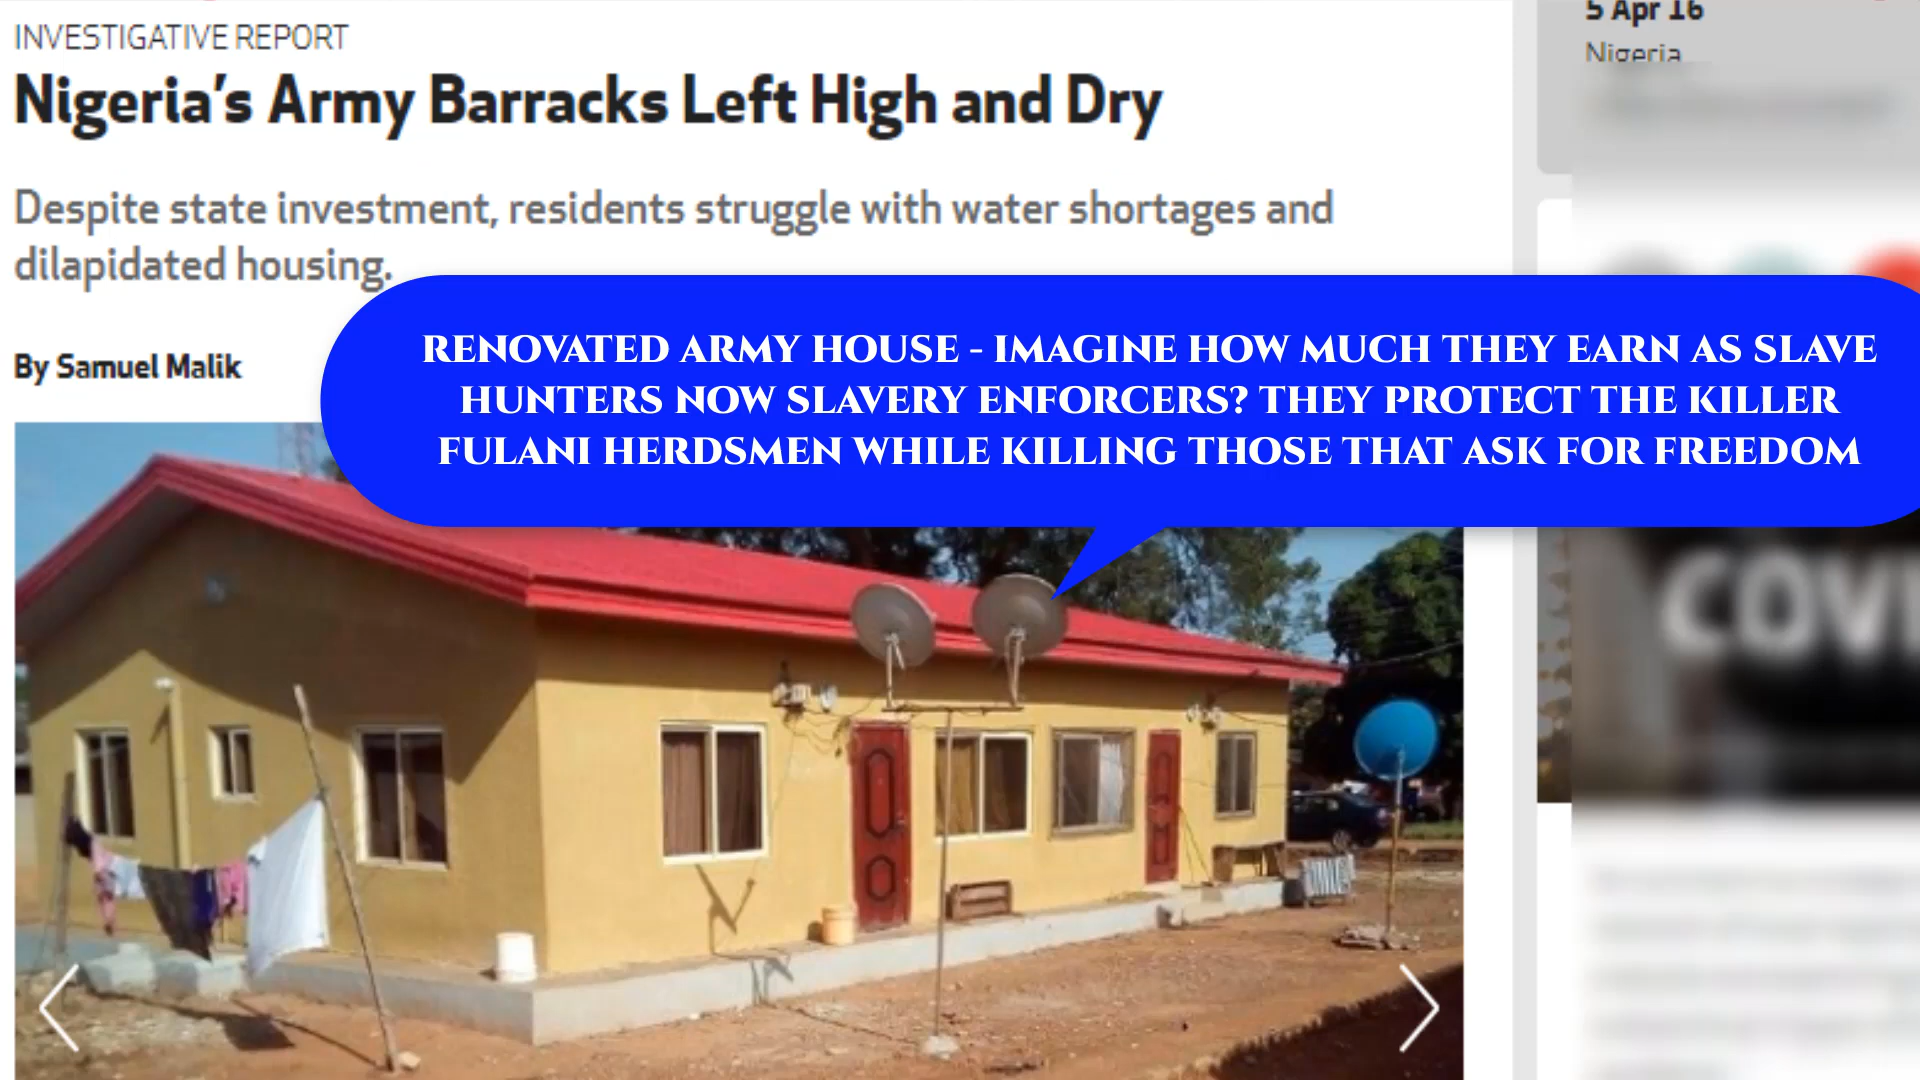 INVESTIGATIVE REPORT
Nigeria's Army Barracks Left High and Dry
Despite state investment, residents struggle with water shortages and
dilapidated housing.
By Samuel Malik
RENOVATED ARMY HOUSE - IMAGINE HOW MUCH THEY EARN AS SLAVE
HUNTERS NOW SLAVERY ENFORCERS? THEY PROTECT THE KILLER
FULANI HERDSMEN WHILE KILLING THOSE THAT ASK FOR FREEDOM
5 Apr 16
Nigeria
COVI